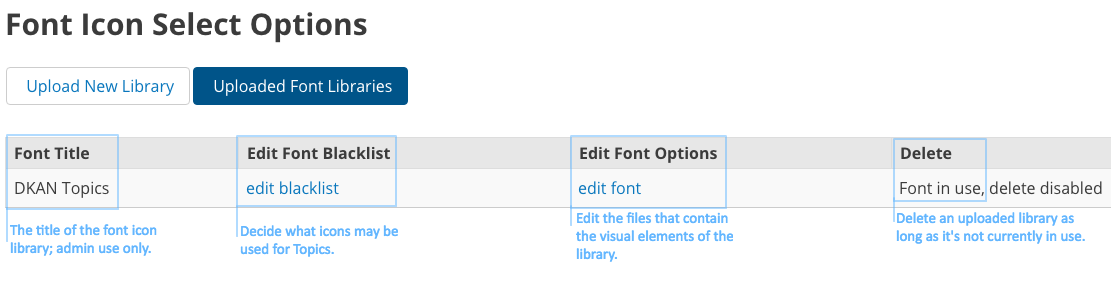 Font Icon Select Options
Upload New Library
Uploaded Font Libraries
Font Title
Edit Font Blacklist
Edit Font Options
Delete
DKAN Topics
edit blacklist
edit font
Font in use, delete disabled
The title of the font icon
library; admin use only.
Decide what icons may be
used for Topics.
Edit the files that contain
the visual elements of the
library.
Delete an uploaded library as
long as it's not currently in use.